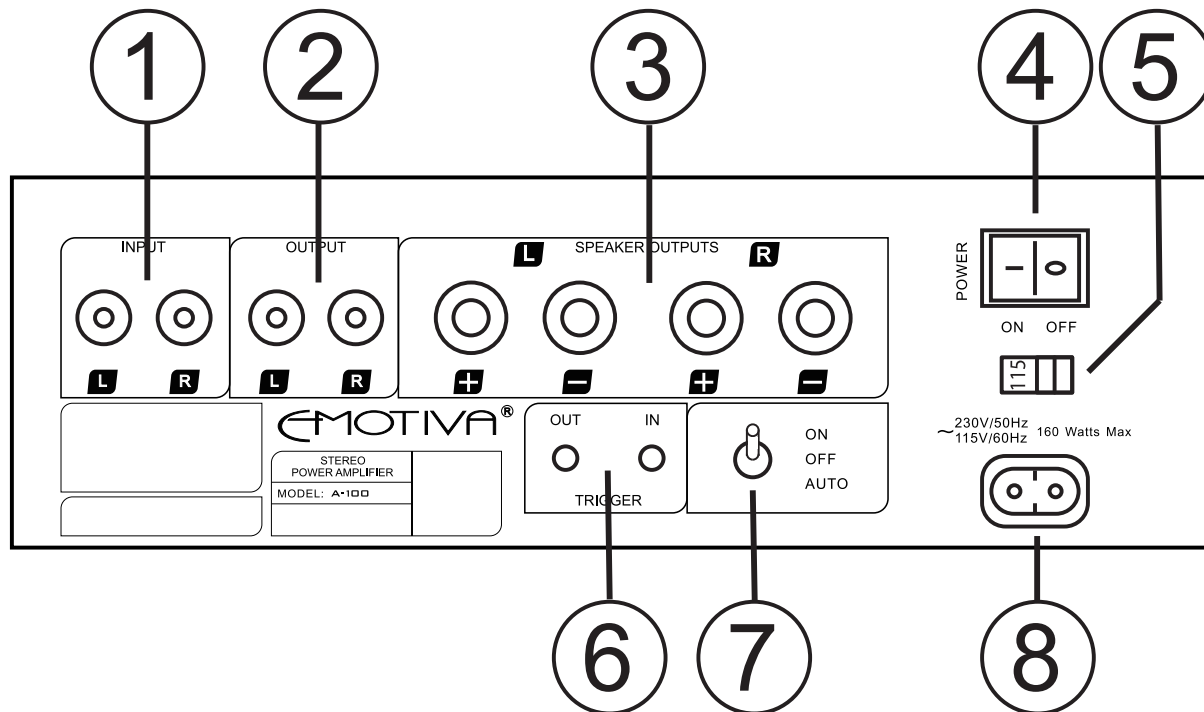 1 2 3 4 5
INPUT OUTPUT L SPEAKER OUTPUTS R
POWER
ON OFF
L R L R + − + −
115
EMOTIVA®
STEREO
POWER AMPLIFIER
MODEL: A-100
OUT IN
TRIGGER
ON
OFF
AUTO
~230V/50Hz
115V/60Hz 160 Watts Max
6 7 8